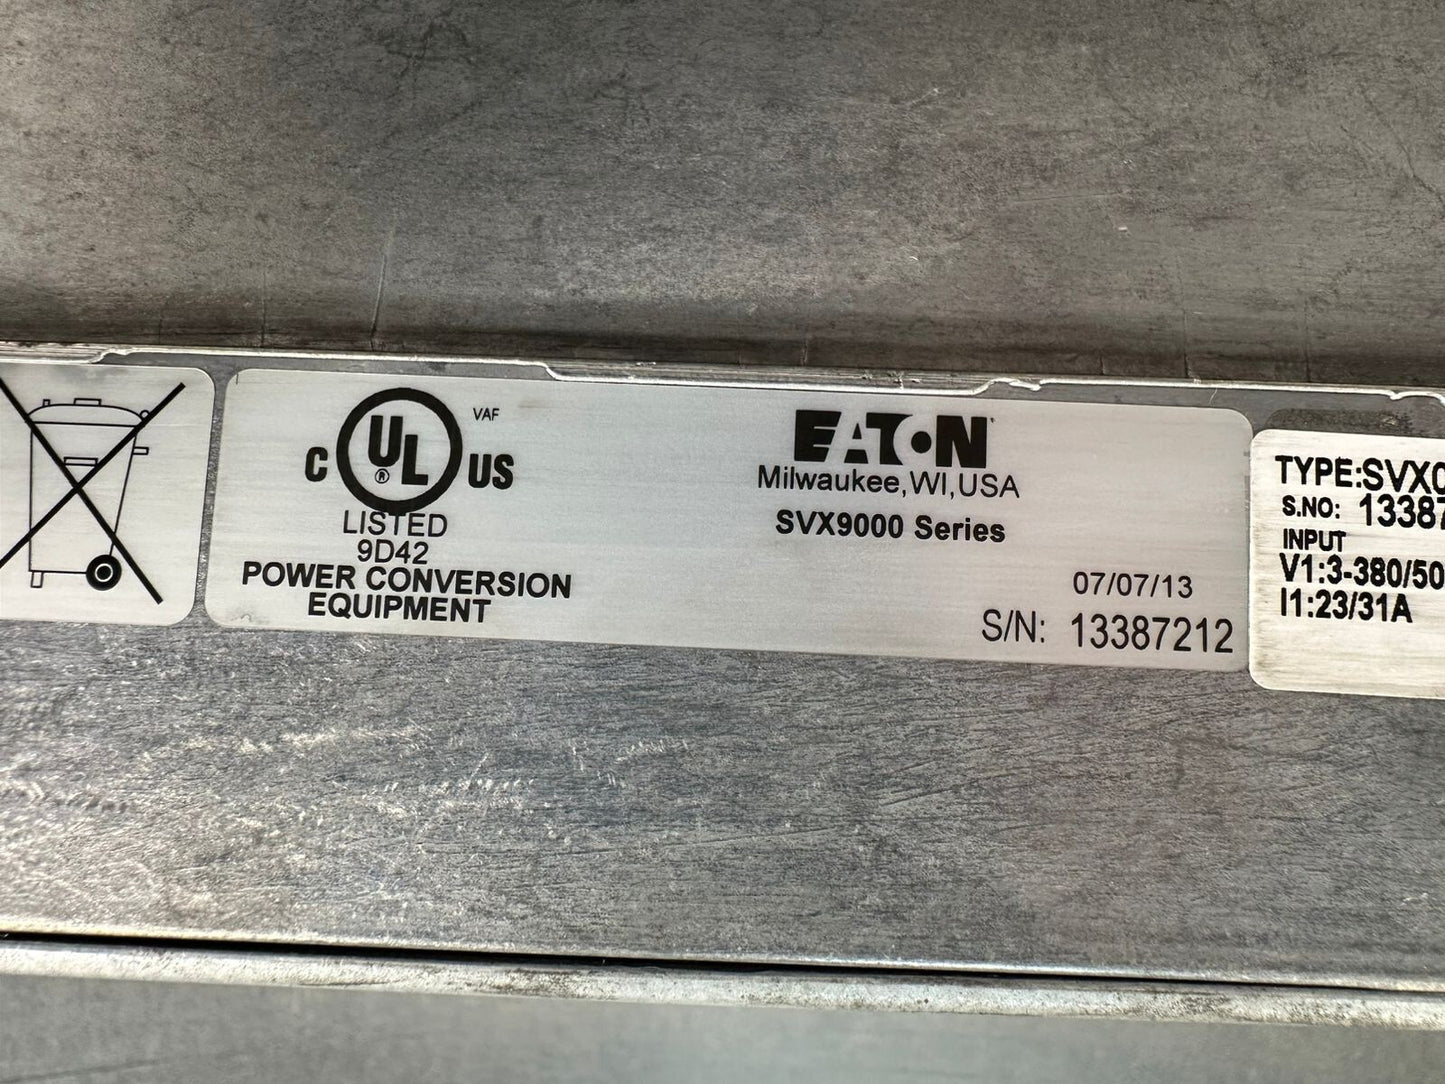 VAF
C UL ® US
LISTED
9D42
POWER CONVERSION
EQUIPMENT
EATON
Milwaukee, WI, USA
SVX9000 Series
07/07/13
S/N: 13387212
TYPE:SVX
S.NO: 13387
INPUT
V1:3-380/50
I1:23/31A